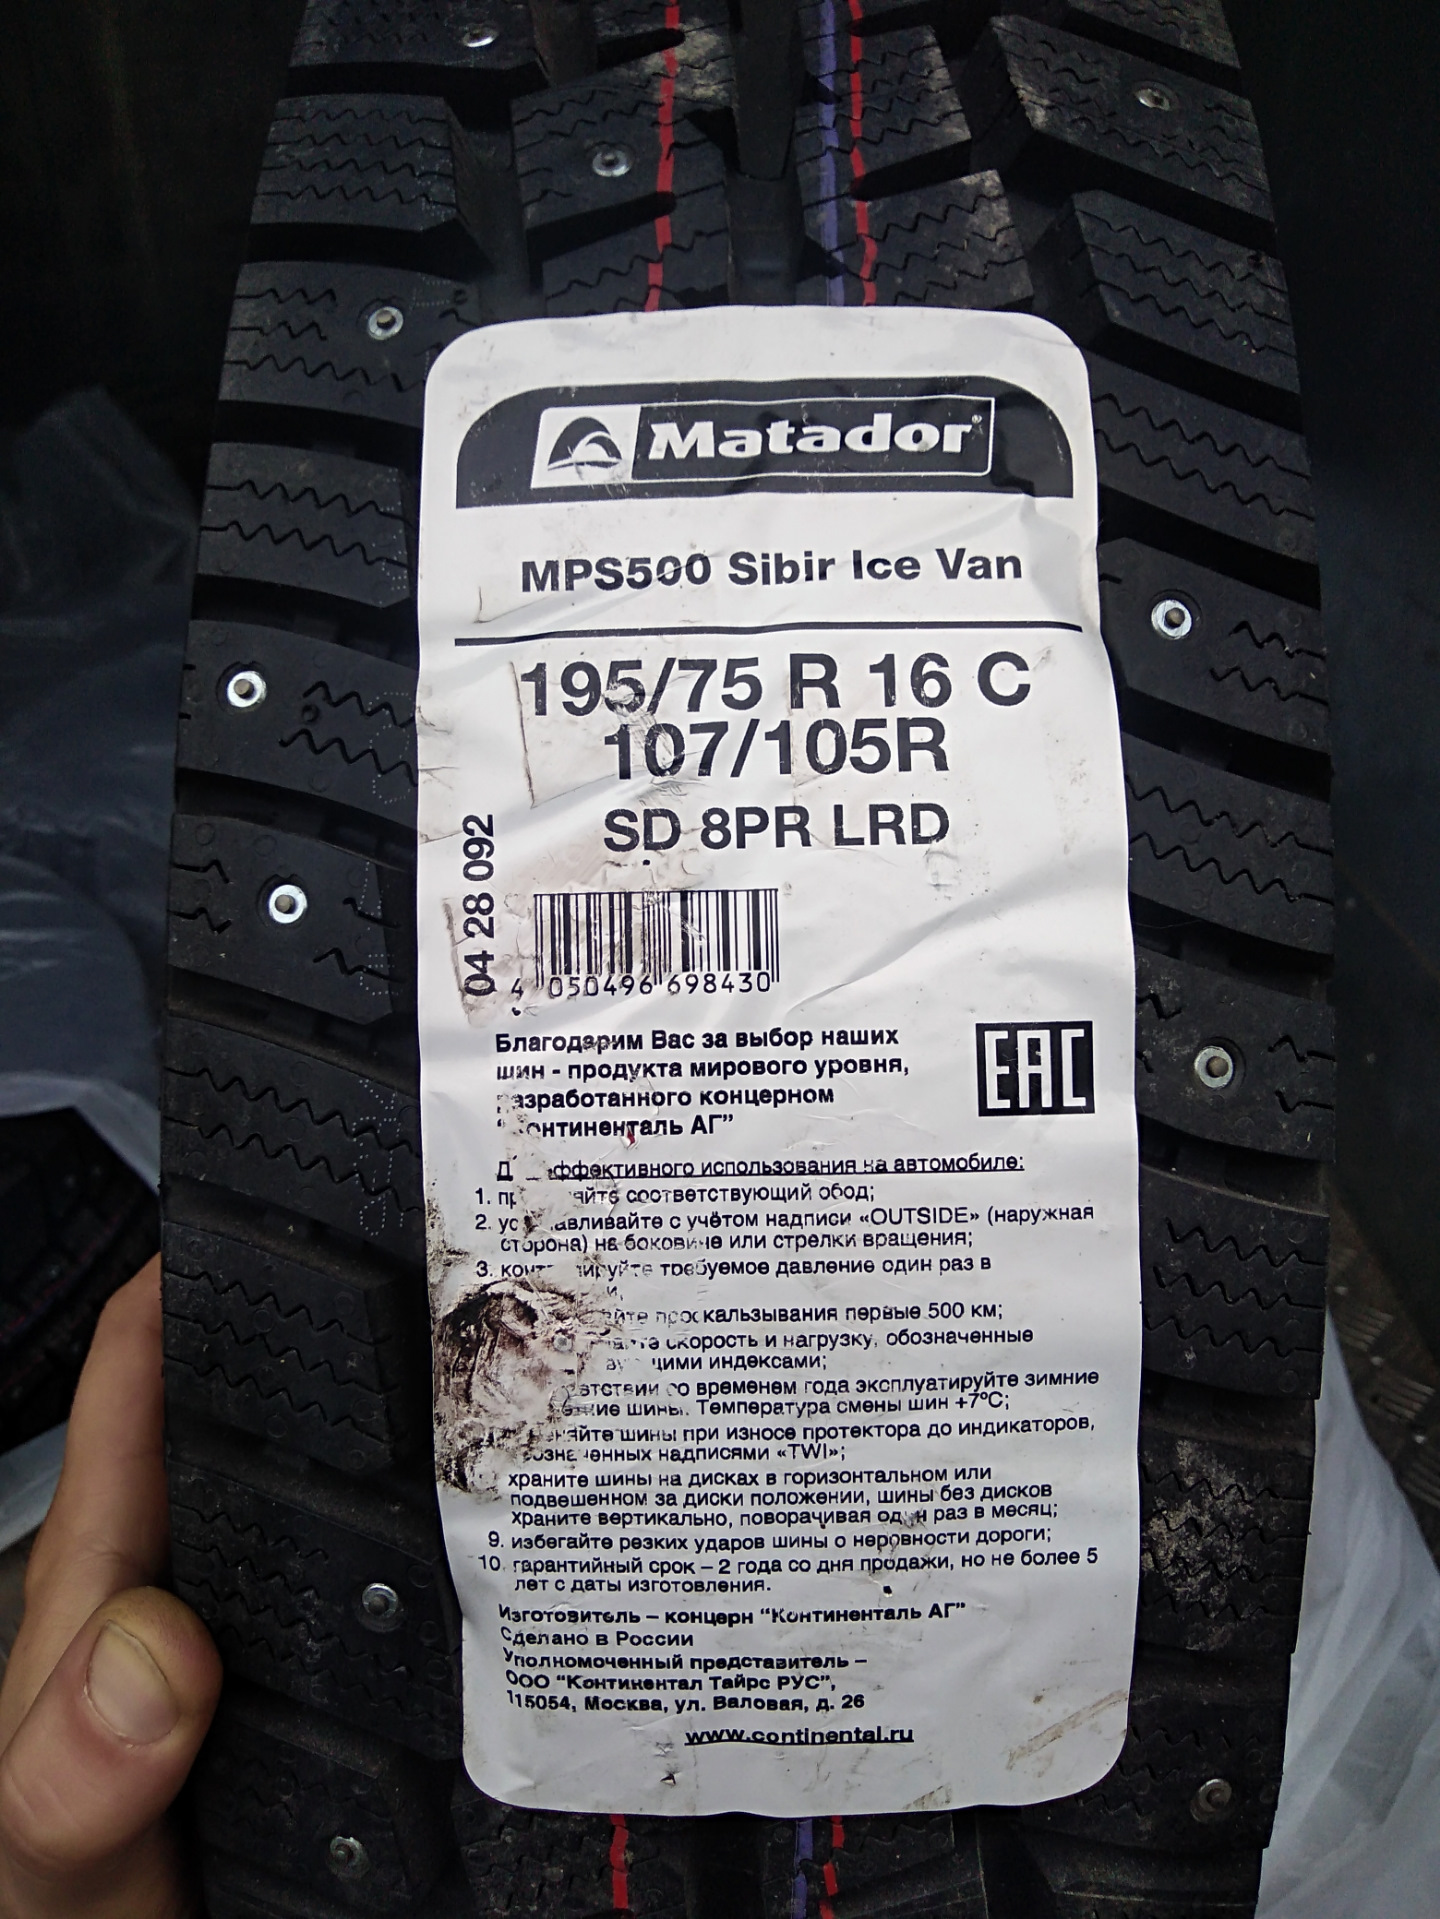 Matador
MPS500 Sibir Ice Van
195/75 R 16 C
107/105R
SD 8PR LRD
04 28 092
4 050496 698430
Благодарим Вас за выбор наших
шин - продукта мирового уровня,
азработанного концерном
"Континенталь АГ"
EAC
эффективного использования на автомобиле:
1. соответствующий обод;
2. устанавливайте с учётом надписи «OUTSIDE» (наружная
сторона) на боковине или стрелки вращения;
3. контролируйте требуемое давление один раз в
проскальзывания первые 500 км;
скорость и нагрузку, обозначенные
индексами;
со временем года эксплуатируйте зимние
шины. Температура смены шин +7°C;
шины при износе протектора до индикаторов,
надписями «TWI»;
храните шины на дисках в горизонтальном или
подвешенном за диски положении, шины без дисков
храните вертикально, поворачивая один раз в месяц;
9. избегайте резких ударов шины о неровности дороги;
10. гарантийный срок – 2 года со дня продажи, но не более 5
лет с даты изготовления.
Изготовитель – концерн "Континенталь АГ"
Сделано в России
Уполномоченный представитель –
ООО "Континентал Тайрс РУС",
115054, Москва, ул. Валовая, д. 26
www.continental.ru